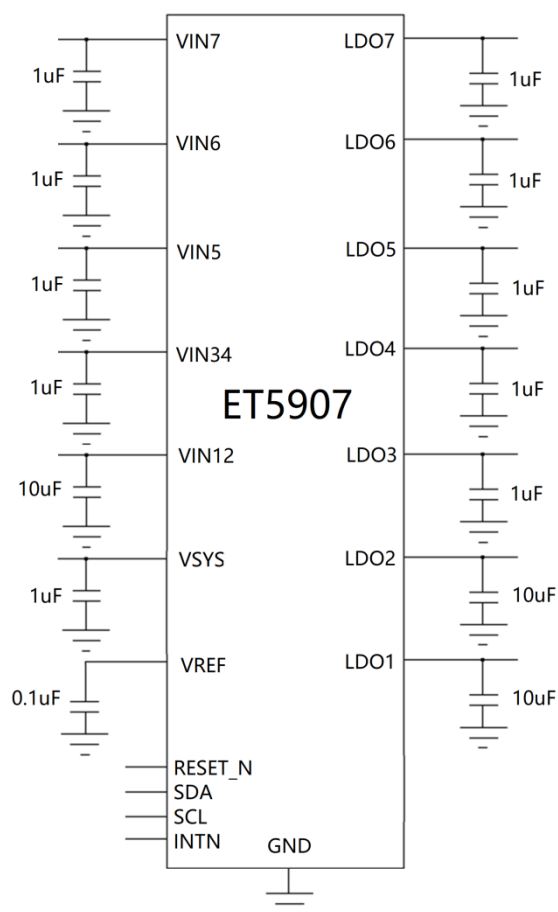 VIN7
LDO7
1uF
1uF
VIN6
LDO6
1uF
1uF
VIN5
LDO5
1uF
1uF
VIN34
LDO4
1uF
1uF
ET5907
VIN12
LDO3
10uF
1uF
VSYS
LDO2
1uF
10uF
VREF
LDO1
0.1uF
10uF
RESET_N
SDA
SCL
INTN
GND